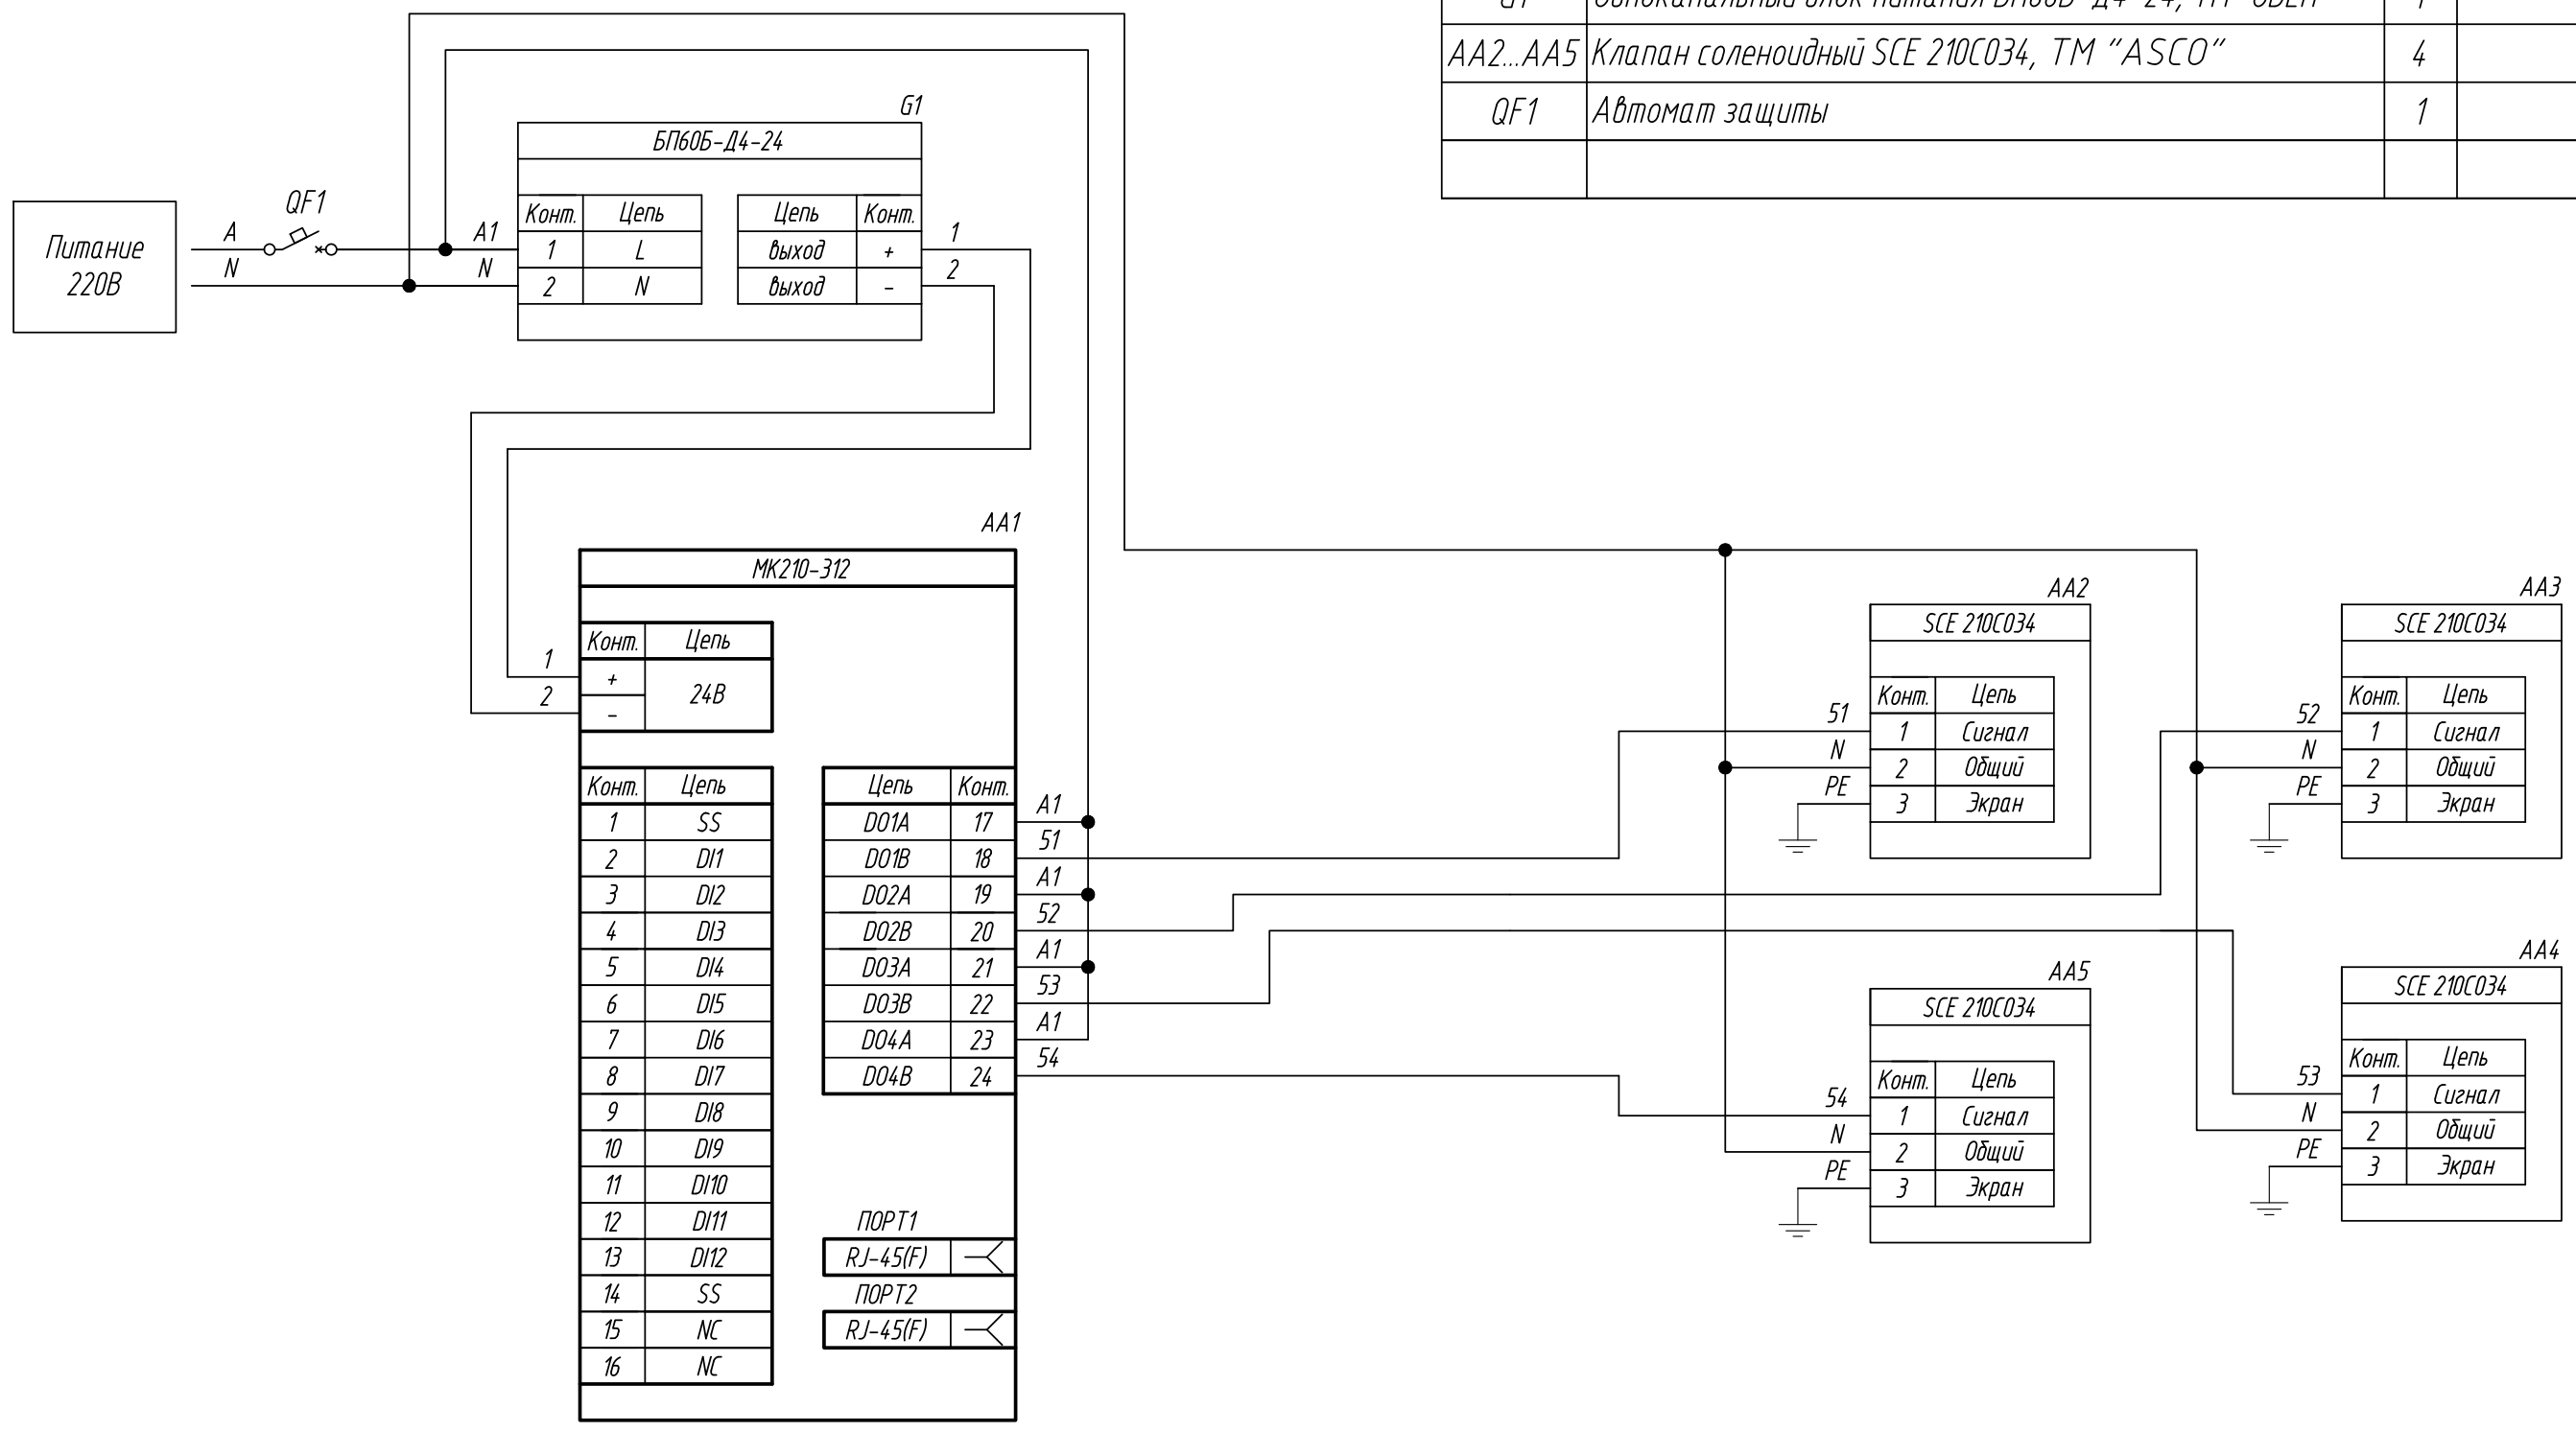 АА2...АА5 Клапан соленоидный SCE 210C034, ТМ "ASCO" 4
QF1 Автомат защиты 1
G1
БП60Б-Д4-24
Конт. Цепь Цепь Конт.
1 L выход +
2 N выход -
1
2
QF1
Питание
220В
A
N
A1
N
АА1
МК210-312
Конт. Цепь
+ 24В
-
1
2
Конт. Цепь
1 SS
2 DI1
3 DI2
4 DI3
5 DI4
6 DI5
7 DI6
8 DI7
9 DI8
10 DI9
11 DI10
12 DI11
13 DI12
14 SS
15 NC
16 NC
Цепь Конт.
DO1A 17 A1
DO1B 18 51
DO2A 19 A1
DO2B 20 52
DO3A 21 A1
DO3B 22 53
DO4A 23 A1
DO4B 24 54
ПОРТ1
RJ-45(F)
ПОРТ2
RJ-45(F)
АА2
SCE 210C034
Конт. Цепь
51 1 Сигнал
N 2 Общий
PE 3 Экран
АА3
SCE 210C034
Конт. Цепь
52 1 Сигнал
N 2 Общий
PE 3 Экран
АА5
SCE 210C034
Конт. Цепь
54 1 Сигнал
N 2 Общий
PE 3 Экран
АА4
SCE 210C034
Конт. Цепь
53 1 Сигнал
N 2 Общий
PE 3 Экран